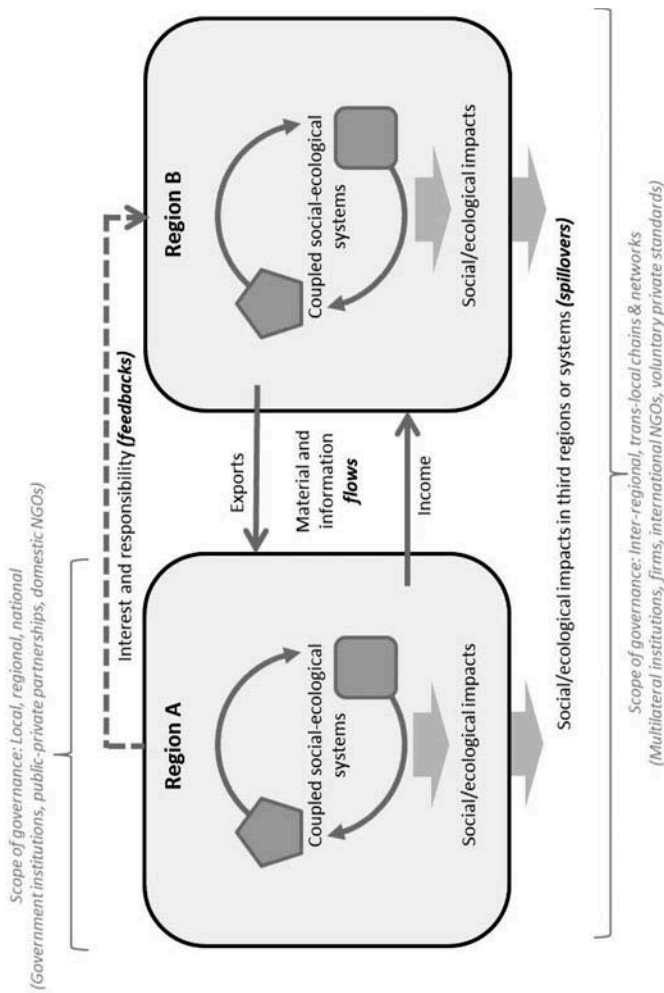 Scope of governance: Local, regional, national
(Government institutions, public-private partnerships, domestic NGOs)
Interest and responsibility (feedbacks)
Region A
Coupled social-ecological
systems
Social/ecological impacts
Exports
Material and
information
flows
Income
Region B
Coupled social-ecological
systems
Social/ecological impacts
Social/ecological impacts in third regions or systems (spillovers)
Scope of governance: Inter-regional, trans-local chains & networks
(Multilateral institutions, firms, international NGOs, voluntary private standards)